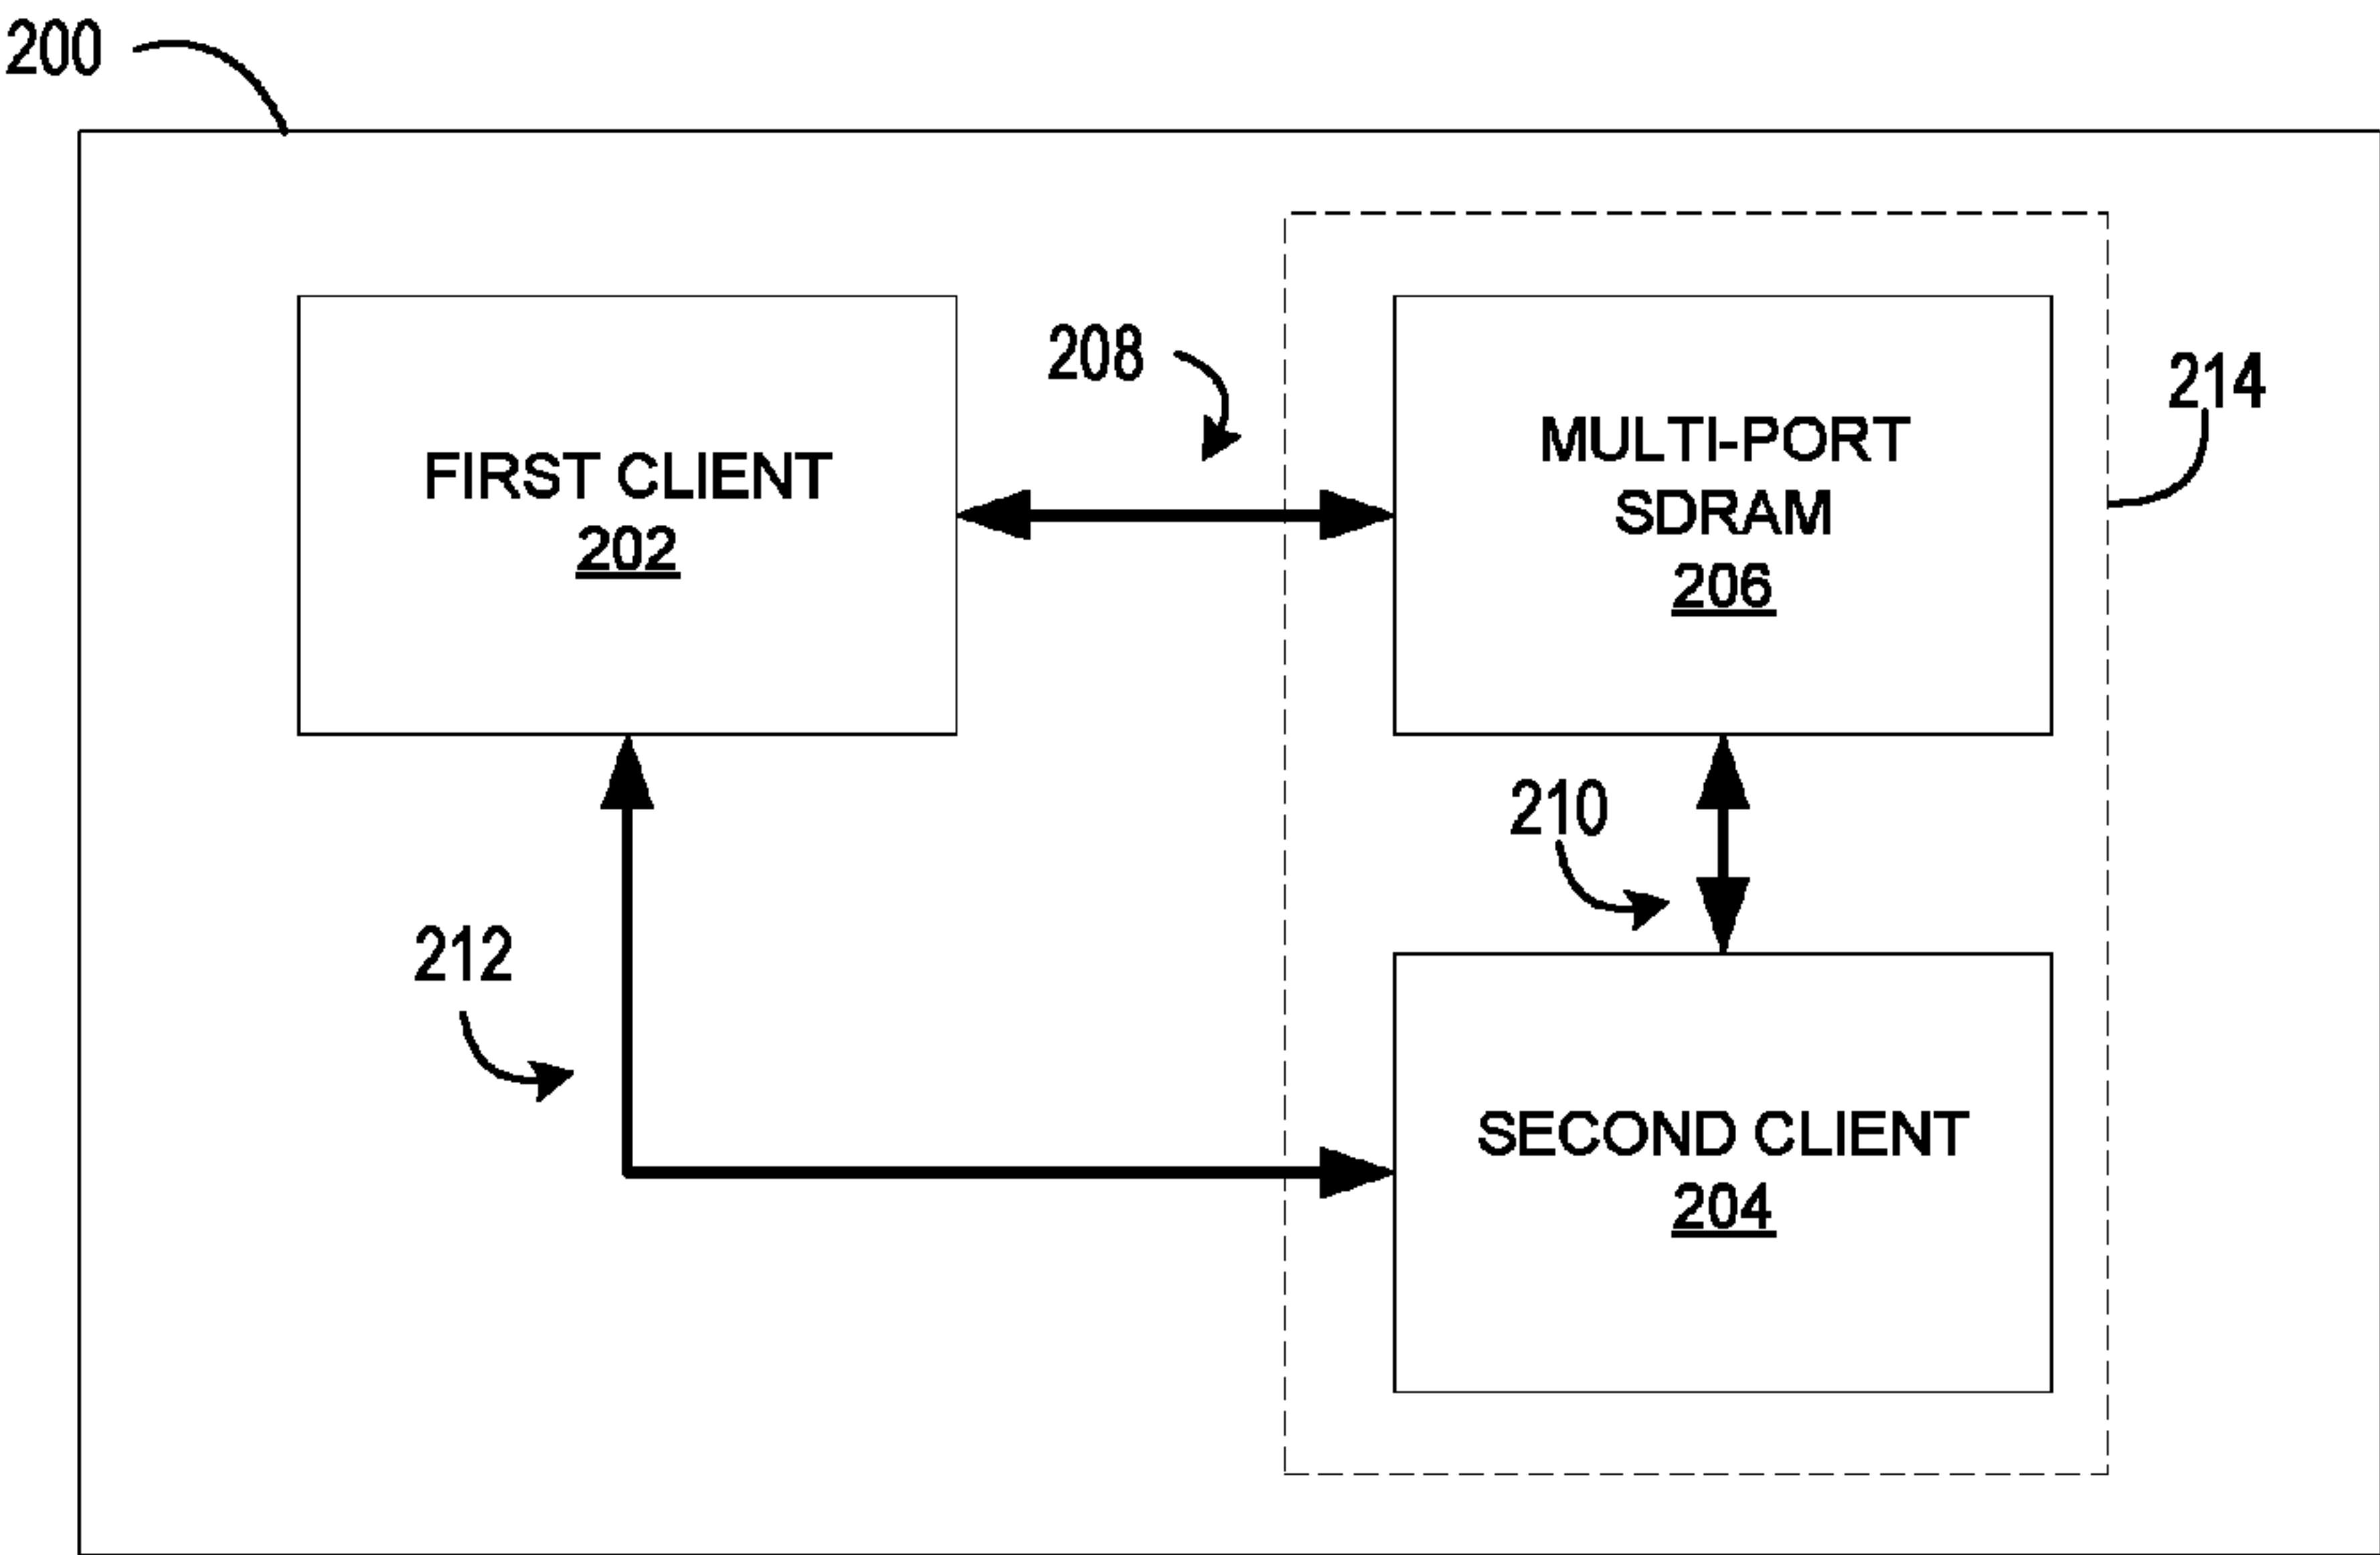 200
208
214
FIRST CLIENT
202
MULTI-PORT
SDRAM
206
210
212
SECOND CLIENT
204